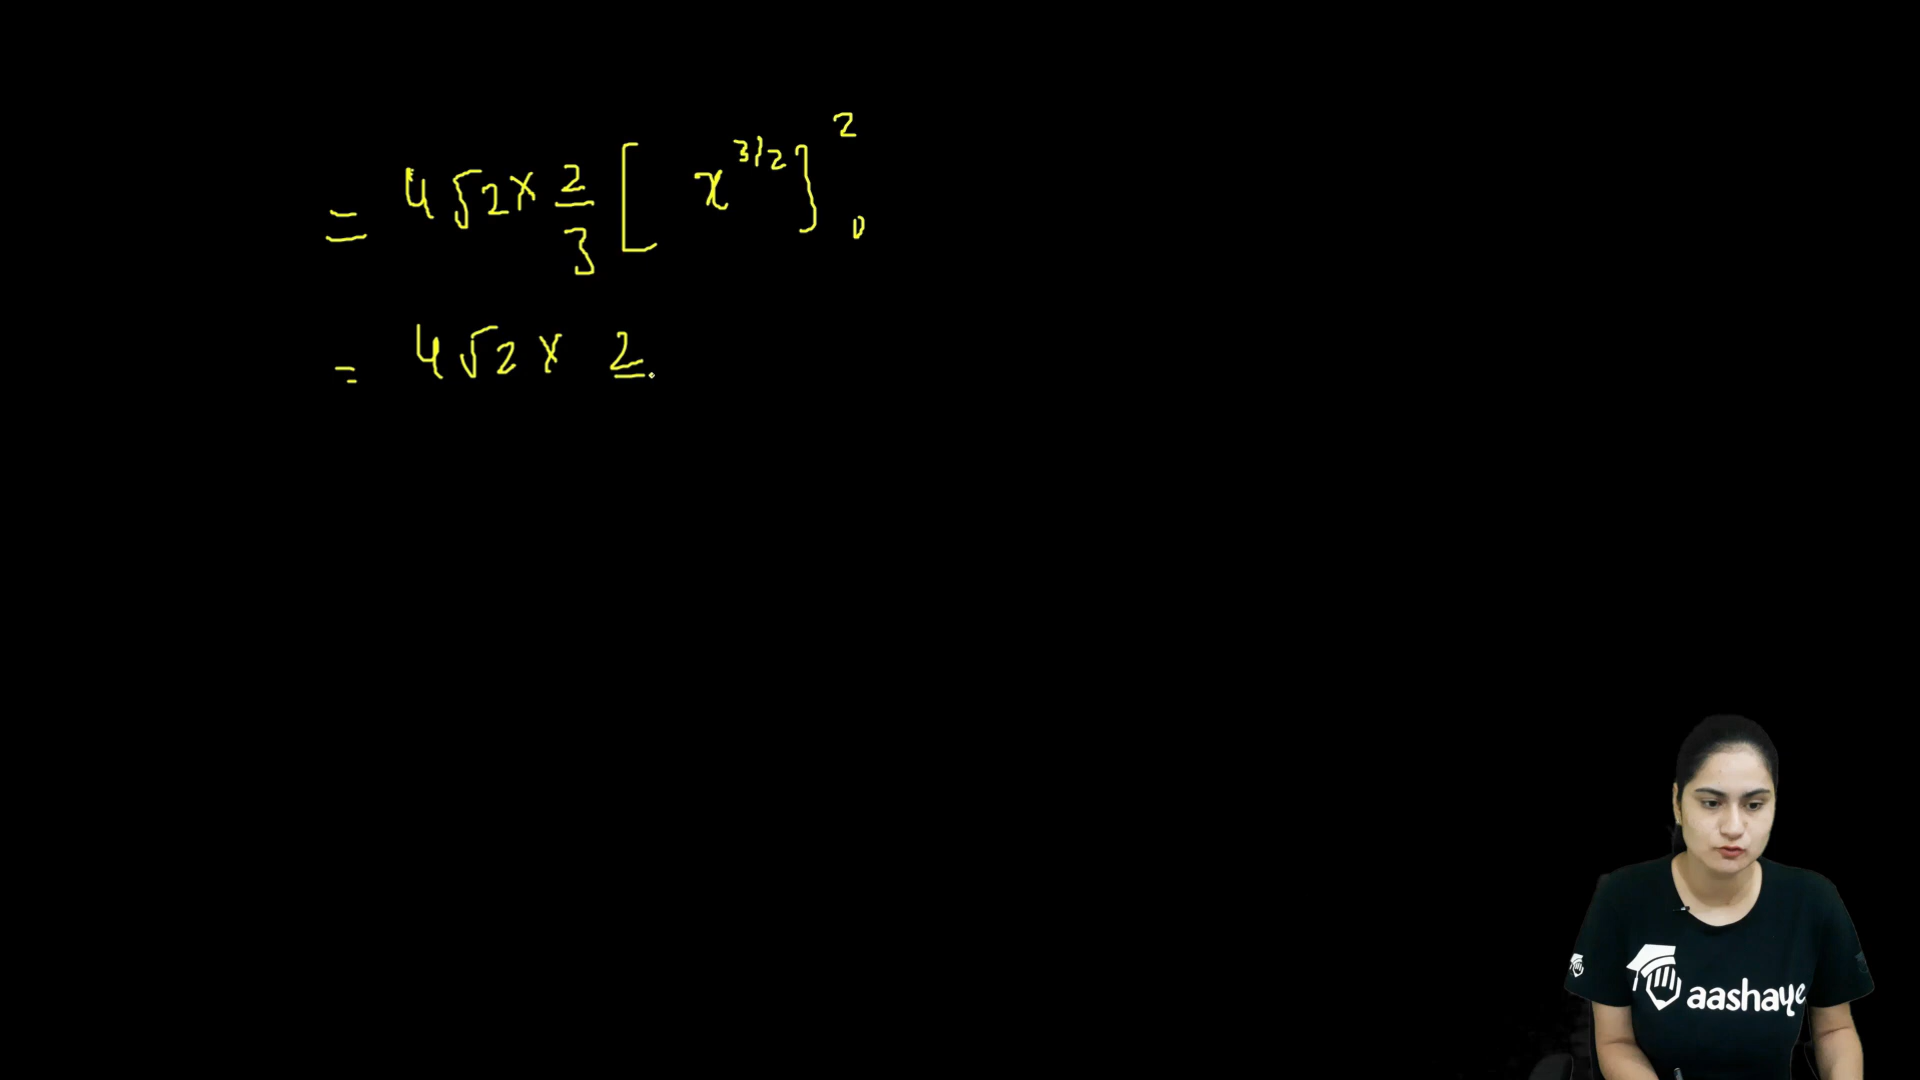 = 4√2 × 2/3 [ x^{3/2} ]_0^2
= 4√2 × 2
aashaye